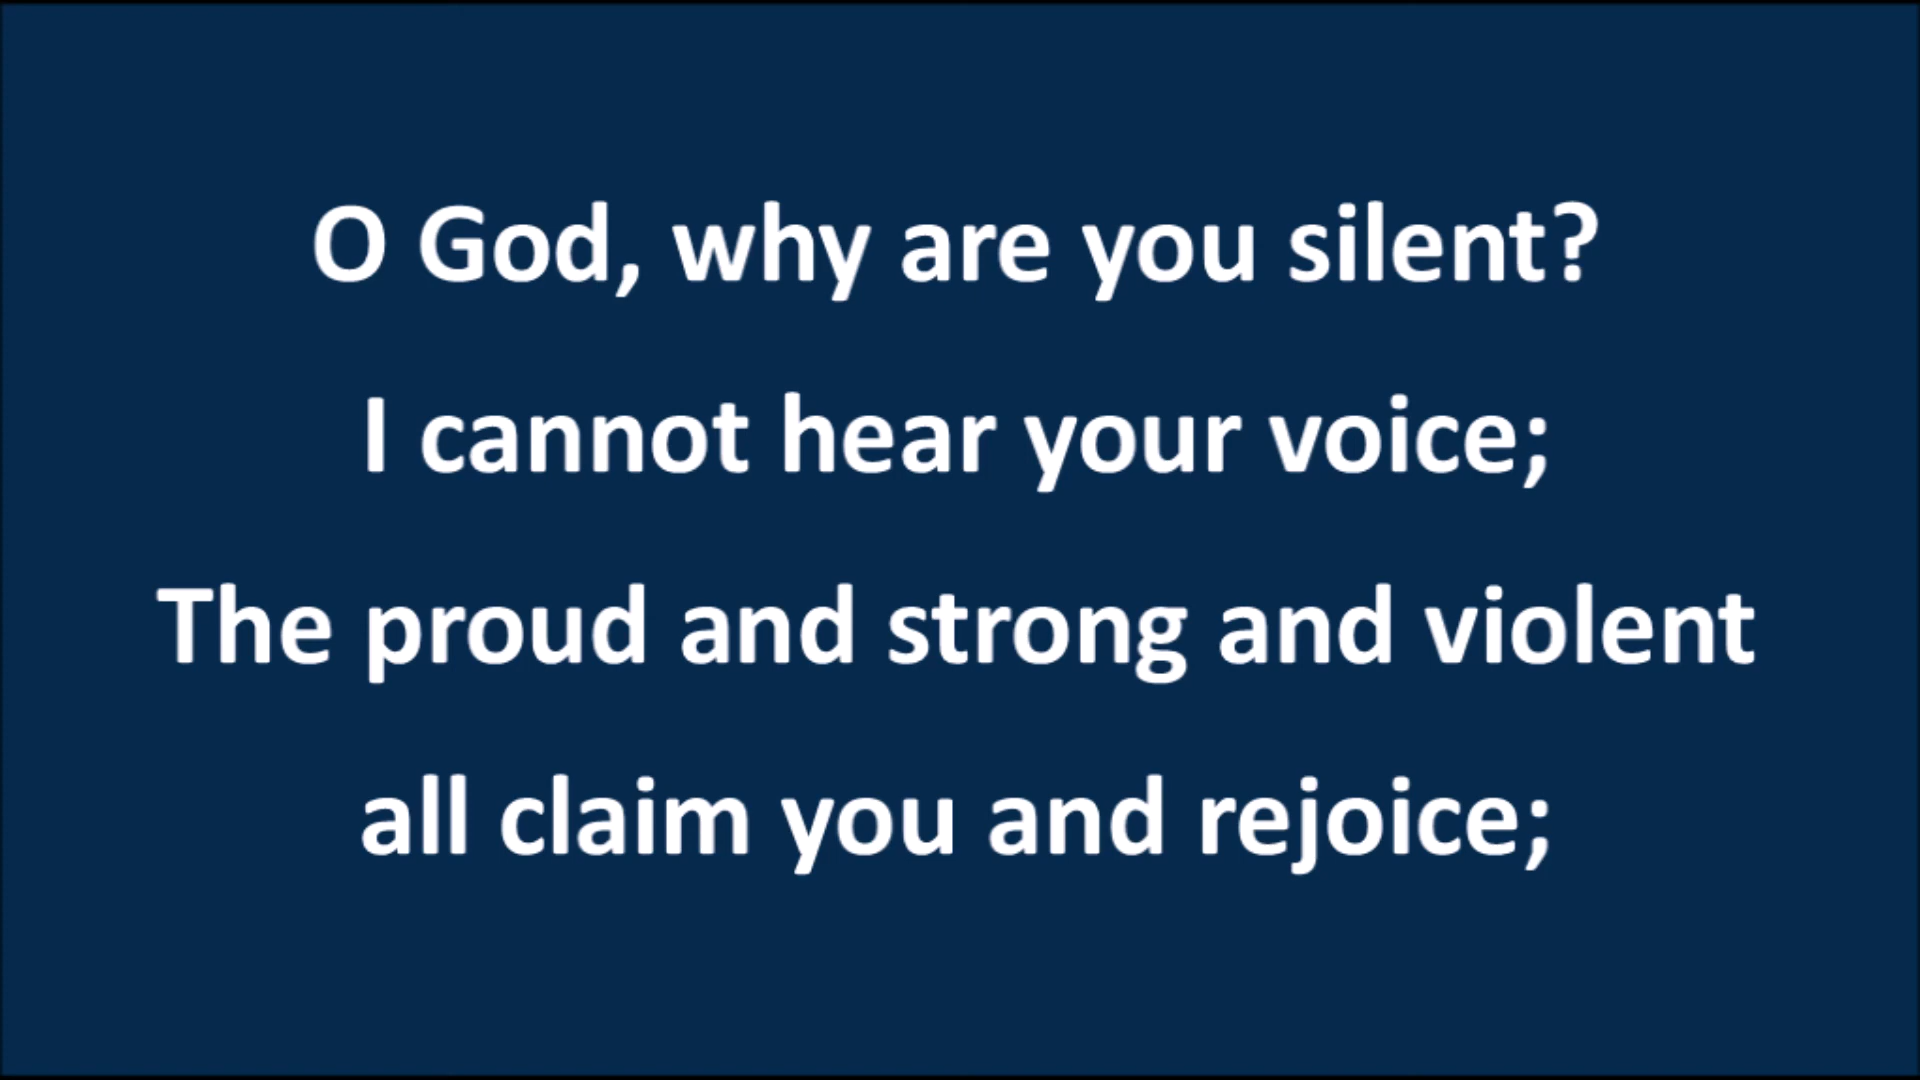 O God, why are you silent?
I cannot hear your voice;
The proud and strong and violent
all claim you and rejoice;